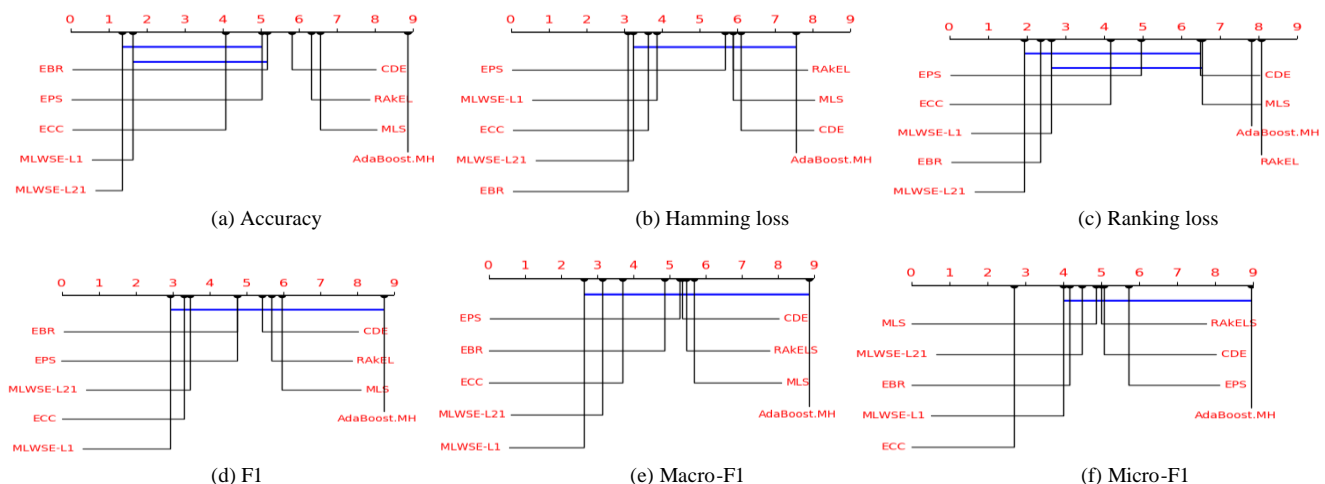 0 1 2 3 4 5 6 7 8 9
EBR
CDE
EPS
RAkEL
ECC
MLS
MLWSE-L1
AdaBoost.MH
MLWSE-L21
(a) Accuracy
0 1 2 3 4 5 6 7 8 9
EPS
RAkEL
MLWSE-L1
MLS
ECC
CDE
MLWSE-L21
AdaBoost.MH
EBR
(b) Hamming loss
0 1 2 3 4 5 6 7 8 9
EPS
CDE
ECC
MLS
MLWSE-L1
AdaBoost.MH
EBR
RAkEL
MLWSE-L21
(c) Ranking loss
0 1 2 3 4 5 6 7 8 9
EBR
CDE
EPS
RAkEL
MLWSE-L21
MLS
ECC
AdaBoost.MH
MLWSE-L1
(d) F1
0 1 2 3 4 5 6 7 8 9
EPS
CDE
EBR
RAkELS
ECC
MLS
MLWSE-L21
AdaBoost.MH
MLWSE-L1
(e) Macro-F1
0 1 2 3 4 5 6 7 8 9
MLS
RAkELS
MLWSE-L21
CDE
EBR
EPS
MLWSE-L1
AdaBoost.MH
ECC
(f) Micro-F1